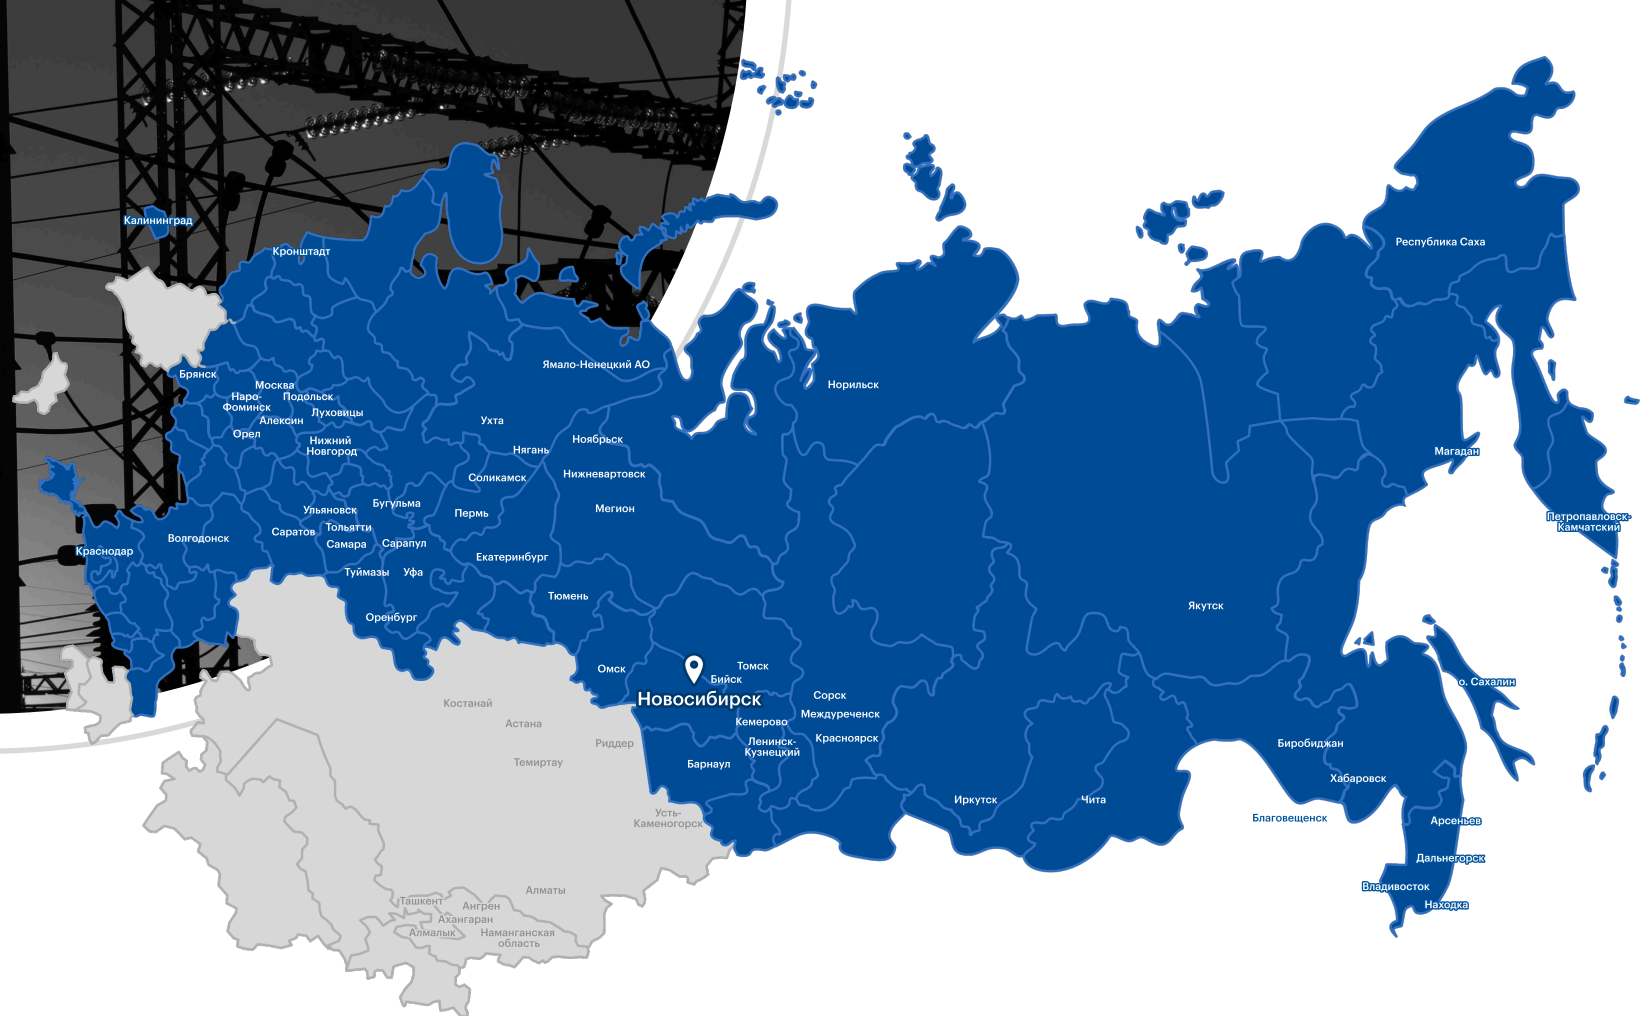 Калининград
Кронштадт
Республика Саха
Ямало-Ненецкий АО
Брянск
Москва
Норильск
Наро-
Фоминск
Подольск
Луховицы
Алексин
Ухта
Орел
Нижний
Новгород
Ноябрьск
Нягань
Магадан
Соликамск
Нижневартовск
Бугульма
Ульяновск
Мегион
Пермь
Петропавловск-
Камчатский
Тольятти
Саратов
Волгодонск
Самара
Сарапул
Краснодар
Екатеринбург
Туймазы
Уфа
Тюмень
Якутск
Оренбург
Омск
Томск
Бийск
о. Сахалин
Новосибирск
Сорск
Костанай
Междуреченск
Астана
Кемерово
Красноярск
Риддер
Ленинск-
Кузнецкий
Биробиджан
Темиртау
Барнаул
Хабаровск
Иркутск
Чита
Усть-
Каменогорск
Благовещенск
Арсеньев
Дальнегорск
Владивосток
Алматы
Находка
Ташкент
Ангрен
Ахангаран
Алмалык
Наманганская
область